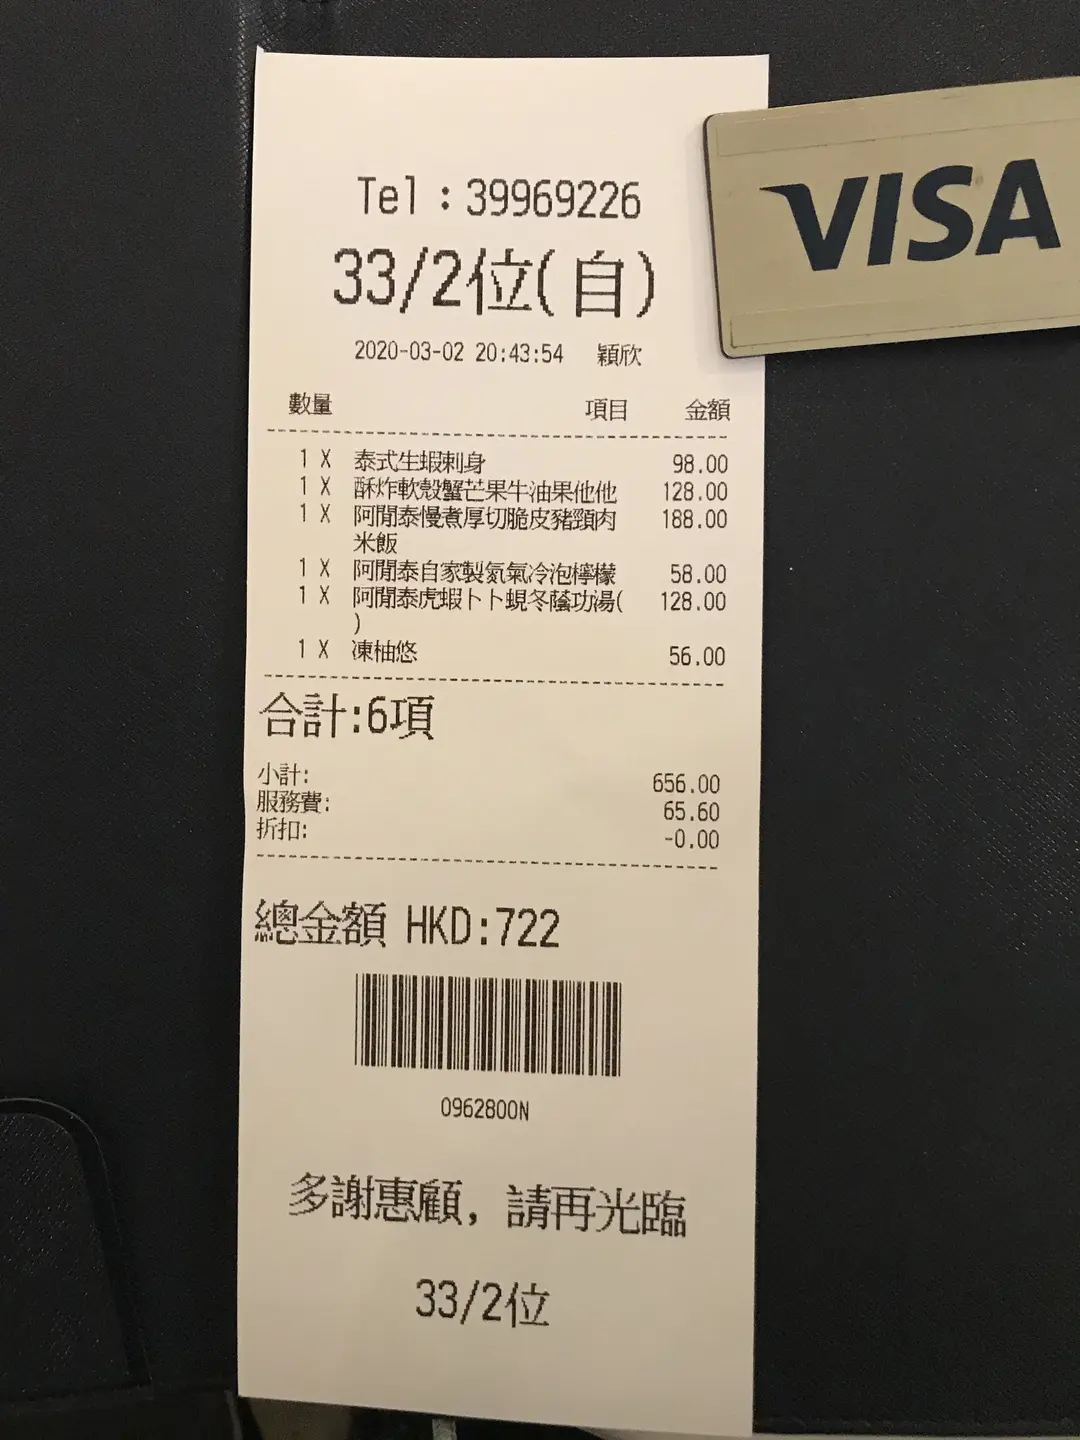 Tel：39969226
VISA
33/2位(自)
2020-03-02 20:43:54 穎欣
數量 項目 金額
1 X 泰式生蝦刺身 98.00
1 X 酥炸軟殼蟹芒果牛油果他他 128.00
1 X 阿閒泰慢煮厚切脆皮豬頸肉 188.00
米飯
1 X 阿閒泰自家製氮氣冷泡檸檬 58.00
1 X 阿閒泰虎蝦卜卜蜆冬蔭功湯( 128.00
)
1 X 凍柚悠 56.00
合計:6項
小計: 656.00
服務費: 65.60
折扣: -0.00
總金額 HKD:722
0962800N
多謝惠顧, 請再光臨
33/2位